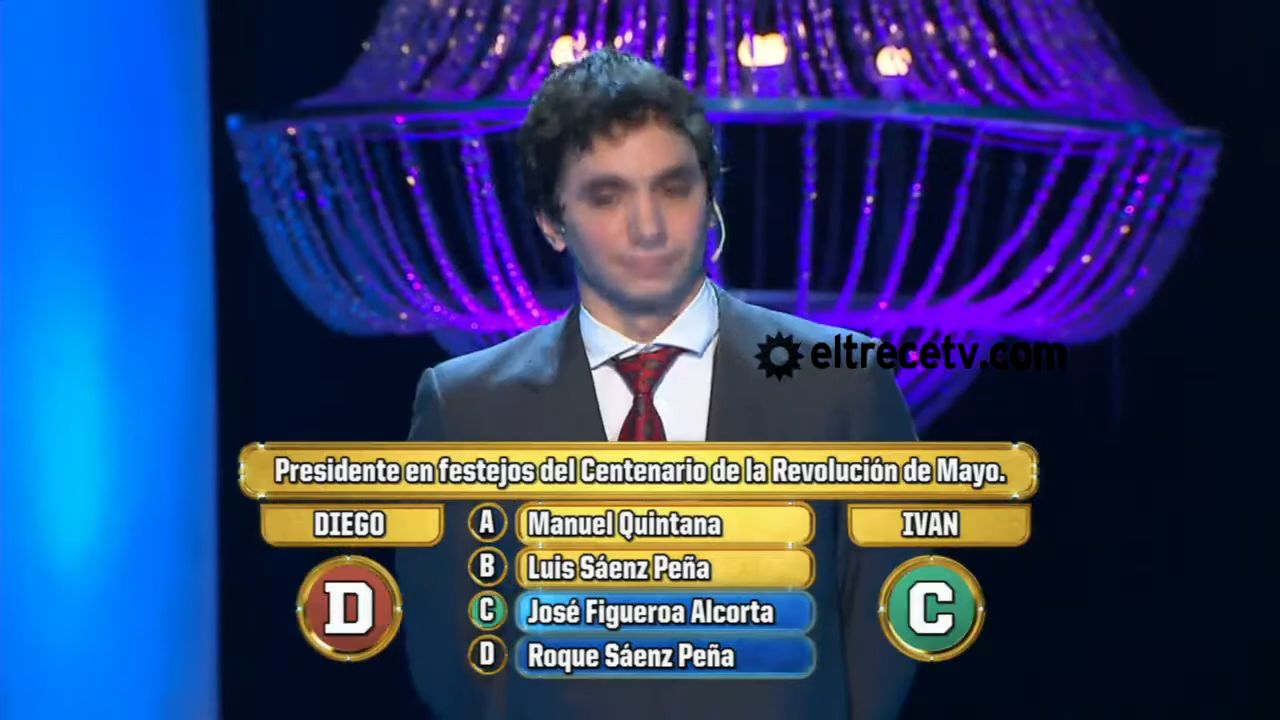 eltrecetv.com
Presidente en festejos del Centenario de la Revolución de Mayo.
DIEGO
A Manuel Quintana
IVAN
B Luis Sáenz Peña
D
C José Figueroa Alcorta
C
D Roque Sáenz Peña